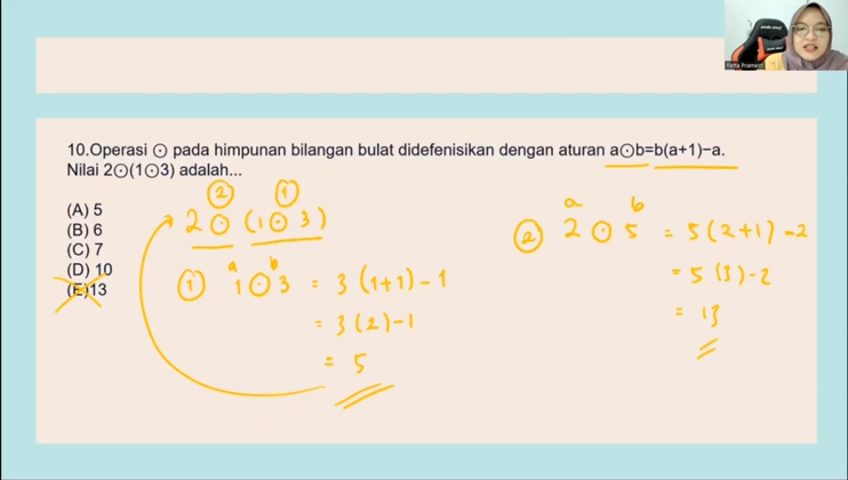 Fatia Pramesti
10.Operasi ⊙ pada himpunan bilangan bulat didefenisikan dengan aturan a⊙b=b(a+1)−a.
Nilai 2⊙(1⊙3) adalah...
(A) 5
(B) 6
(C) 7
(D) 10
(E)13
2 1
2 ⊙ (1 ⊙ 3)
a b
1 1 ⊙ 3 = 3 (1+1) - 1
= 3 (2) - 1
= 5
a b
2 2 ⊙ 5 = 5 (2+1) - 2
= 5 (3) - 2
= 13